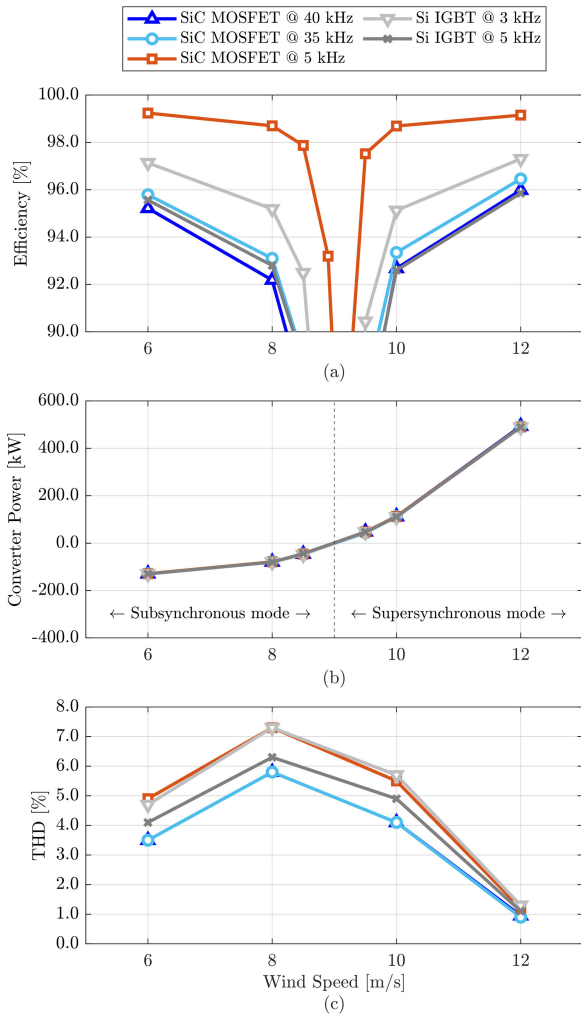 SiC MOSFET @ 40 kHz
SiC MOSFET @ 35 kHz
SiC MOSFET @ 5 kHz
Si IGBT @ 3 kHz
Si IGBT @ 5 kHz
Efficiency [%]
100.0
98.0
96.0
94.0
92.0
90.0
6 8 10 12
(a)
Converter Power [kW]
600.0
400.0
200.0
0.0
-200.0
-400.0
← Subsynchronous mode → ← Supersynchronous mode →
6 8 10 12
(b)
THD [%]
8.0
7.0
6.0
5.0
4.0
3.0
2.0
1.0
0.0
6 8 10 12
Wind Speed [m/s]
(c)